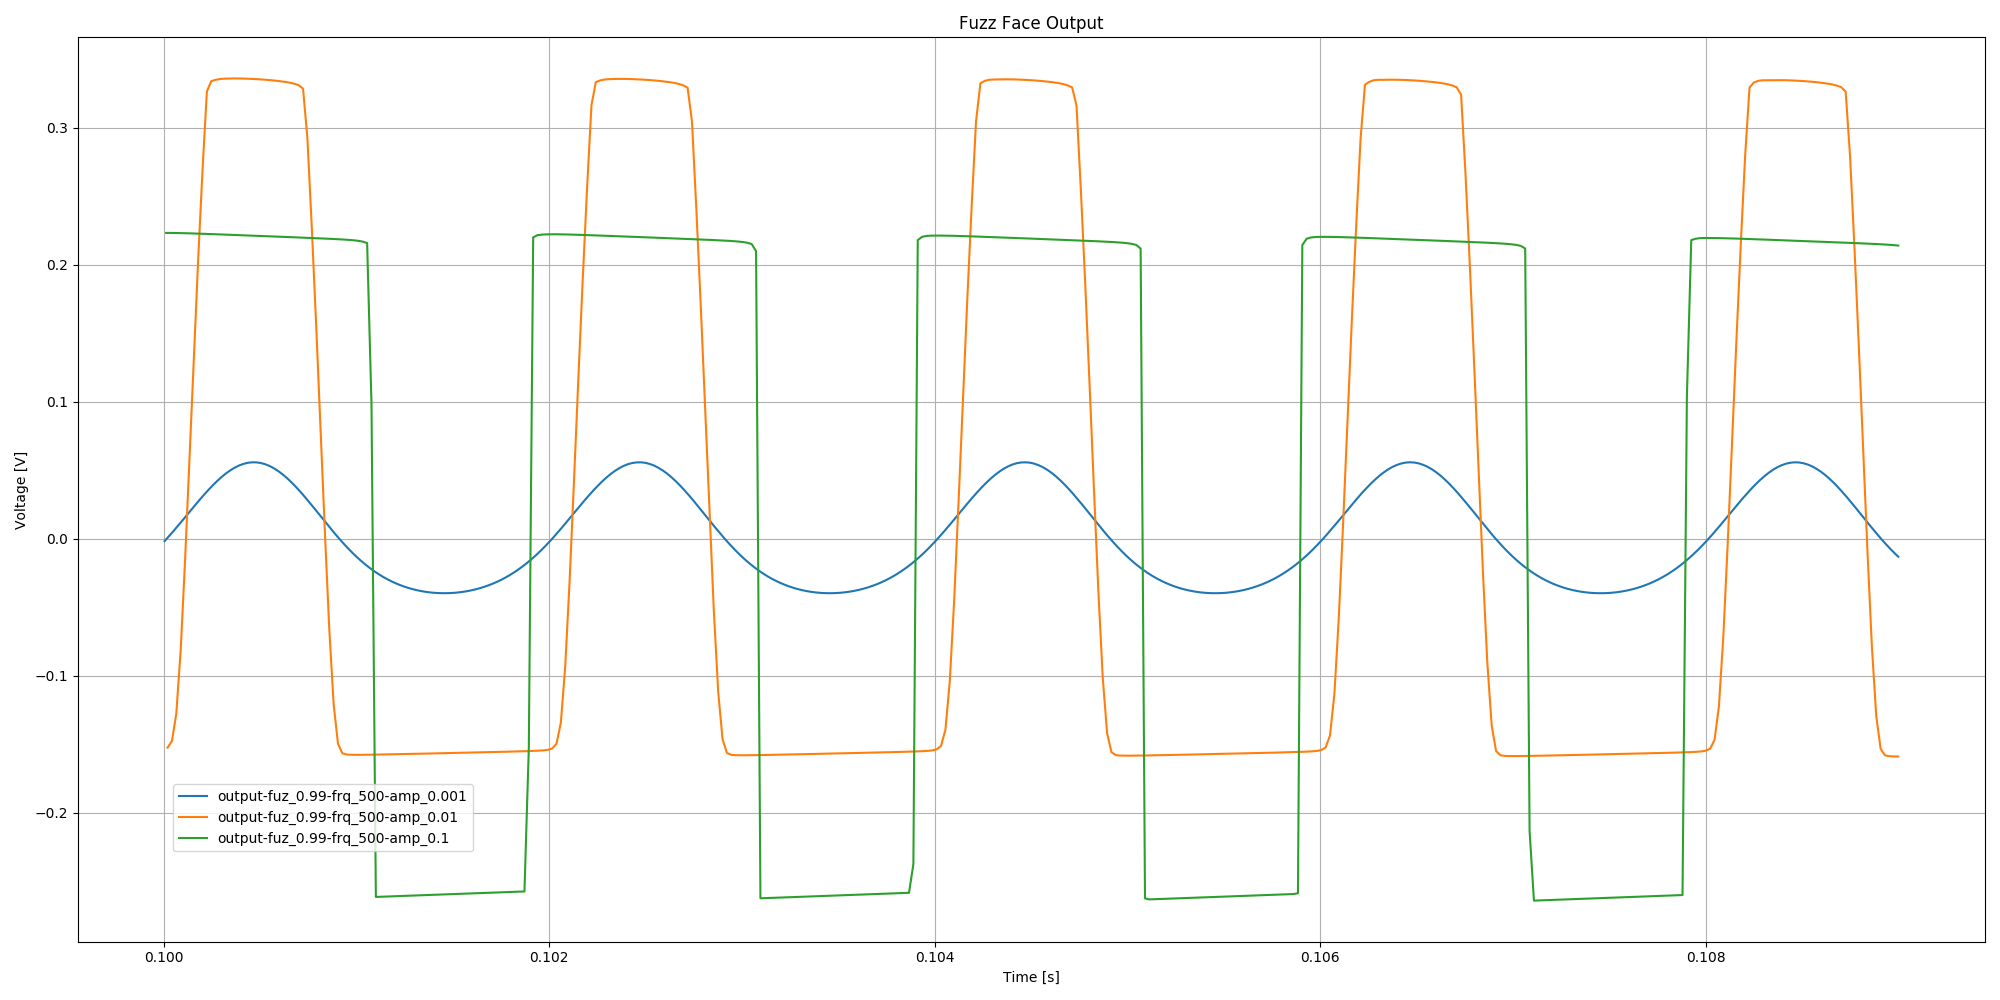 Fuzz Face Output
Voltage [V]
0.3
0.2
0.1
0.0
−0.1
−0.2
output-fuz_0.99-frq_500-amp_0.001
output-fuz_0.99-frq_500-amp_0.01
output-fuz_0.99-frq_500-amp_0.1
0.100 0.102 0.104 0.106 0.108
Time [s]